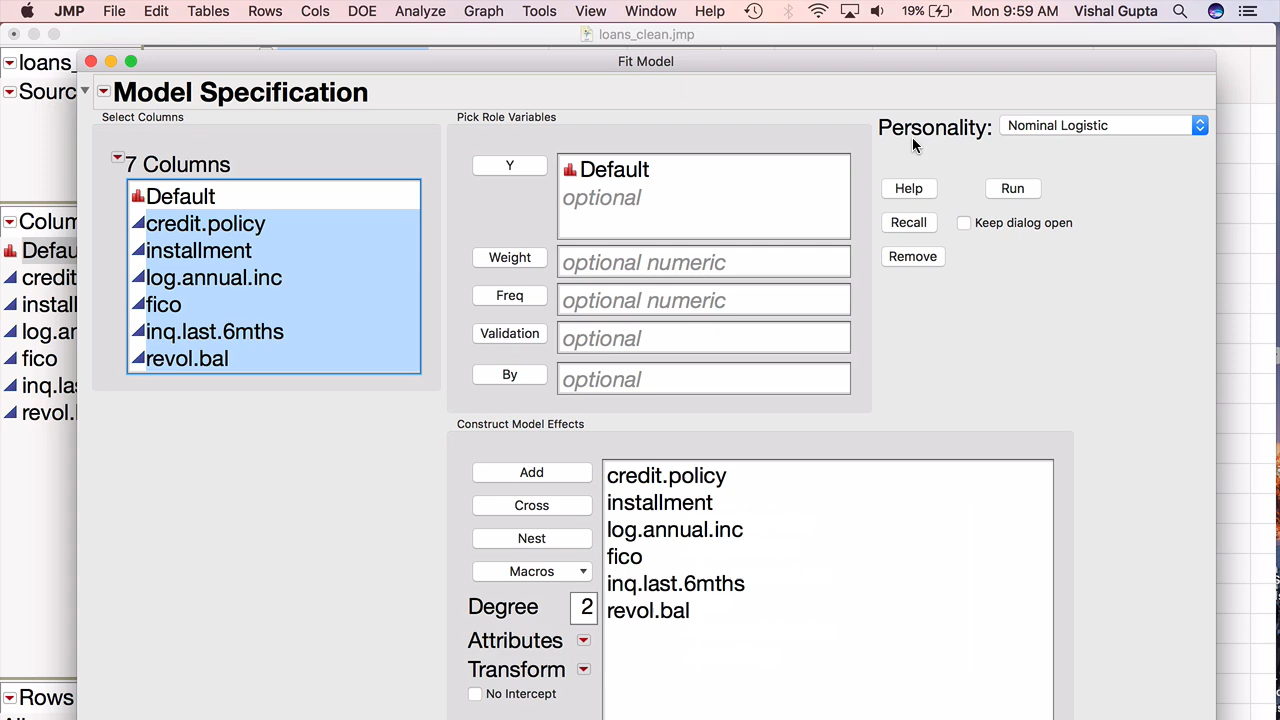 JMP File Edit Tables Rows Cols DOE Analyze Graph Tools View Window Help 19% Mon 9:59 AM Vishal Gupta
loans_clean.jmp
Fit Model
loans_
Sourc
Colum
Defau
credit
install
log.ar
fico
inq.la
revol.
Rows
Model Specification
Select Columns
7 Columns
Default
credit.policy
installment
log.annual.inc
fico
inq.last.6mths
revol.bal
Pick Role Variables
Y
Default
optional
Weight
optional numeric
Freq
optional numeric
Validation
optional
By
optional
Personality: Nominal Logistic
Help Run
Recall Keep dialog open
Remove
Construct Model Effects
Add
Cross
Nest
Macros
Degree 2
Attributes
Transform
No Intercept
credit.policy
installment
log.annual.inc
fico
inq.last.6mths
revol.bal